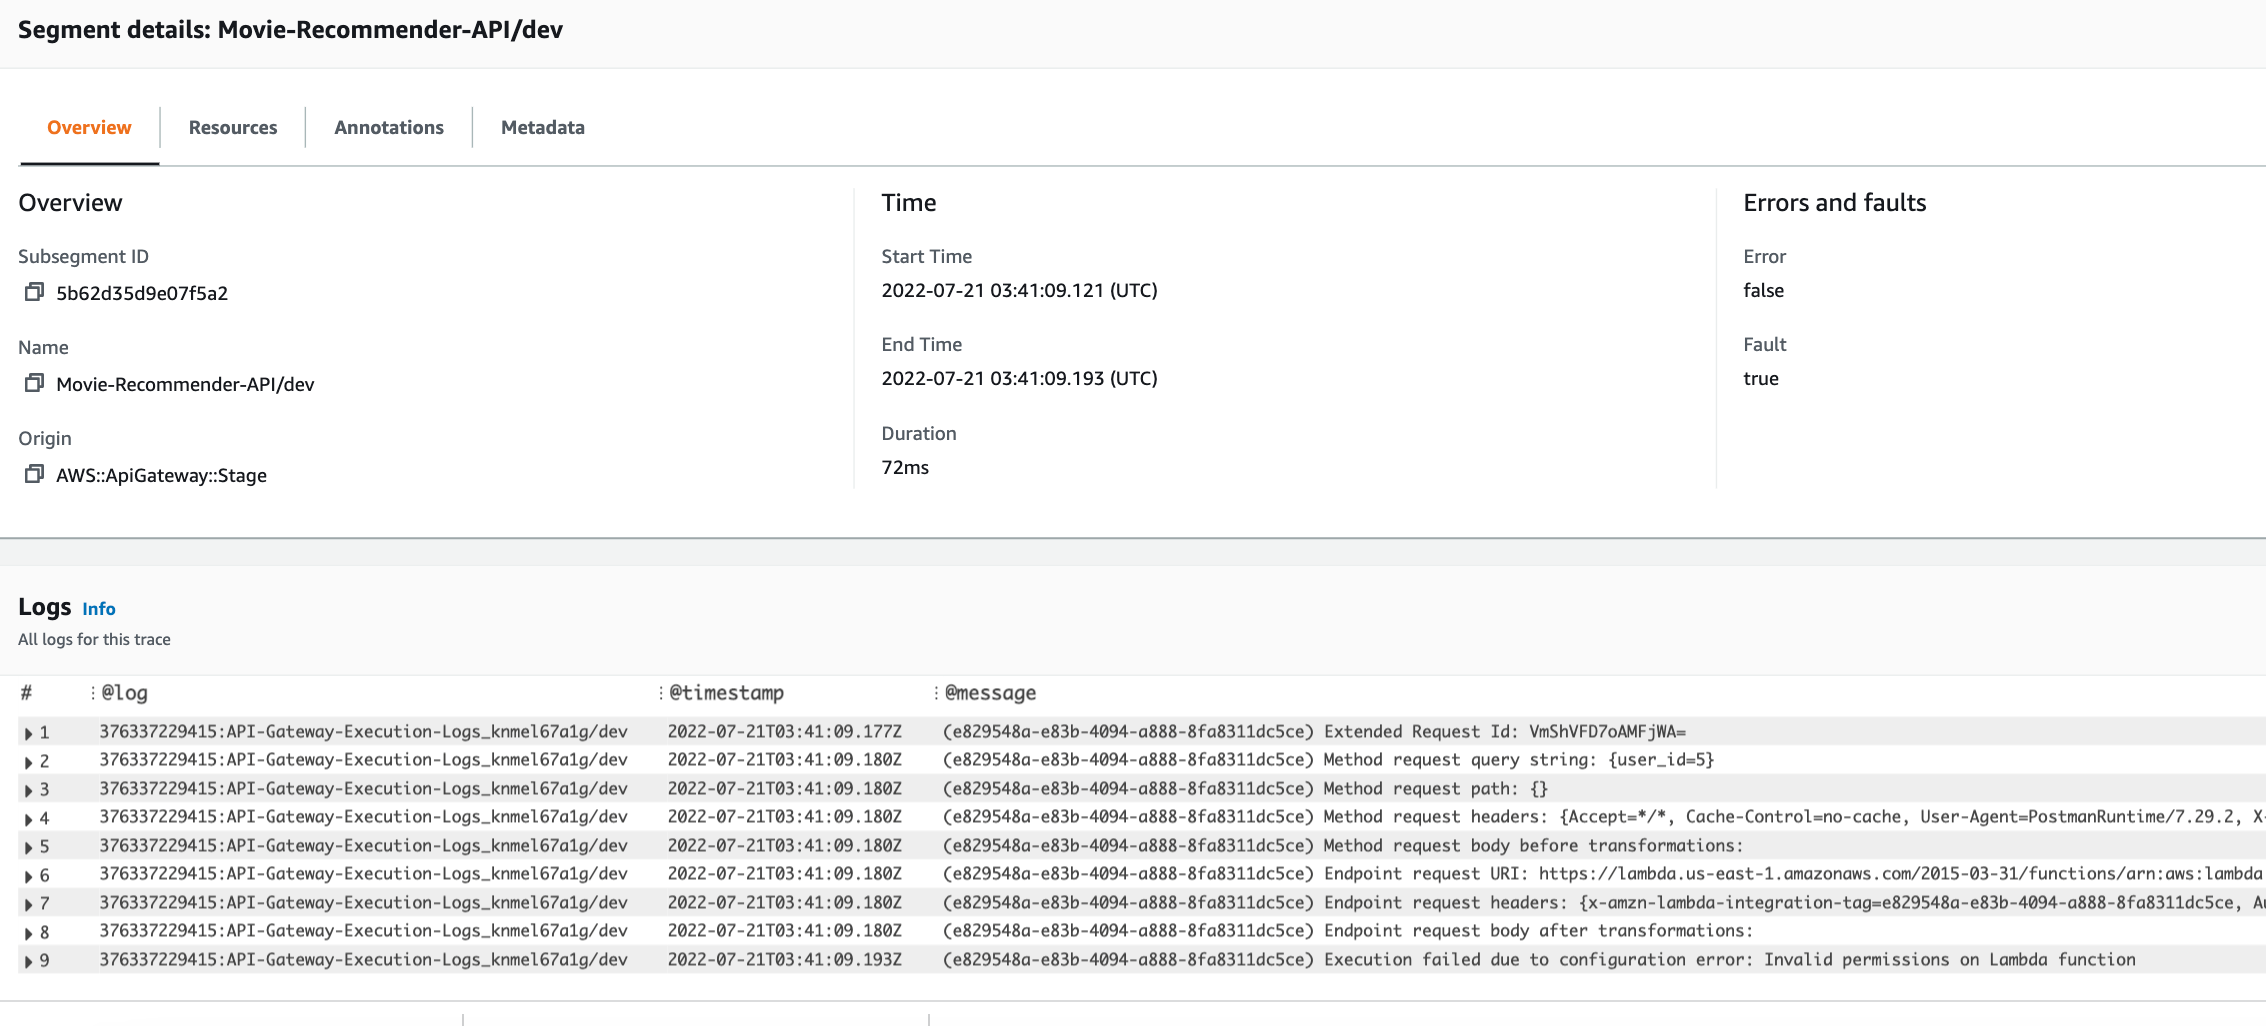 Segment details: Movie-Recommender-API/dev
Overview Resources Annotations Metadata
Overview
Subsegment ID
5b62d35d9e07f5a2
Name
Movie-Recommender-API/dev
Origin
AWS::ApiGateway::Stage
Time
Start Time
2022-07-21 03:41:09.121 (UTC)
End Time
2022-07-21 03:41:09.193 (UTC)
Duration
72ms
Errors and faults
Error
false
Fault
true
Logs Info
All logs for this trace
# @log @timestamp @message
1 376337229415:API-Gateway-Execution-Logs_knmel67a1g/dev 2022-07-21T03:41:09.177Z (e829548a-e83b-4094-a888-8fa8311dc5ce) Extended Request Id: VmShVFD7oAMFjWA=
2 376337229415:API-Gateway-Execution-Logs_knmel67a1g/dev 2022-07-21T03:41:09.180Z (e829548a-e83b-4094-a888-8fa8311dc5ce) Method request query string: {user_id=5}
3 376337229415:API-Gateway-Execution-Logs_knmel67a1g/dev 2022-07-21T03:41:09.180Z (e829548a-e83b-4094-a888-8fa8311dc5ce) Method request path: {}
4 376337229415:API-Gateway-Execution-Logs_knmel67a1g/dev 2022-07-21T03:41:09.180Z (e829548a-e83b-4094-a888-8fa8311dc5ce) Method request headers: {Accept=*/*, Cache-Control=no-cache, User-Agent=PostmanRuntime/7.29.2, X-
5 376337229415:API-Gateway-Execution-Logs_knmel67a1g/dev 2022-07-21T03:41:09.180Z (e829548a-e83b-4094-a888-8fa8311dc5ce) Method request body before transformations:
6 376337229415:API-Gateway-Execution-Logs_knmel67a1g/dev 2022-07-21T03:41:09.180Z (e829548a-e83b-4094-a888-8fa8311dc5ce) Endpoint request URI: https://lambda.us-east-1.amazonaws.com/2015-03-31/functions/arn:aws:lambda
7 376337229415:API-Gateway-Execution-Logs_knmel67a1g/dev 2022-07-21T03:41:09.180Z (e829548a-e83b-4094-a888-8fa8311dc5ce) Endpoint request headers: {x-amzn-lambda-integration-tag=e829548a-e83b-4094-a888-8fa8311dc5ce, Au
8 376337229415:API-Gateway-Execution-Logs_knmel67a1g/dev 2022-07-21T03:41:09.180Z (e829548a-e83b-4094-a888-8fa8311dc5ce) Endpoint request body after transformations:
9 376337229415:API-Gateway-Execution-Logs_knmel67a1g/dev 2022-07-21T03:41:09.193Z (e829548a-e83b-4094-a888-8fa8311dc5ce) Execution failed due to configuration error: Invalid permissions on Lambda function